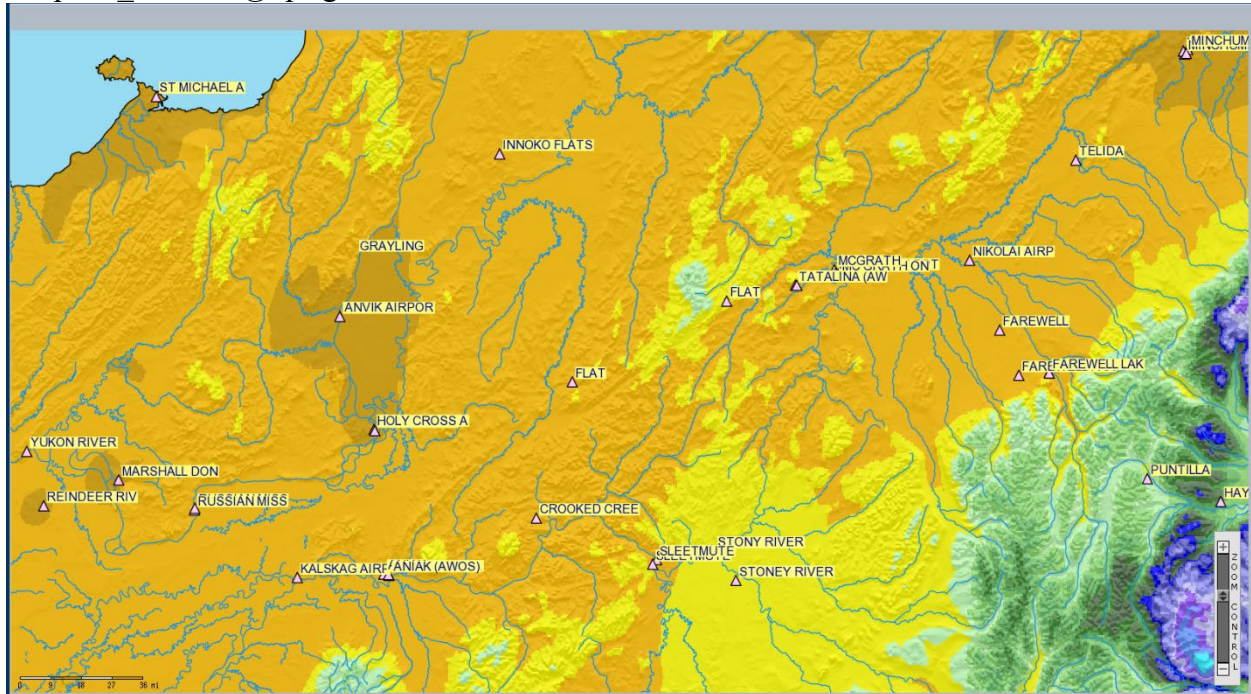 MINCHUM
ST MICHAEL A
INNOKO FLATS
TELIDA
GRAYLING
NIKOLAI AIRP
MCGRATH
TATALINA (AW
FLAT
ANVIK AIRPOR
FAREWELL
FAREWELL LAK
FLAT
HOLY CROSS A
YUKON RIVER
MARSHALL DON
PUNTILLA
REINDEER RIV
RUSSIAN MISS
HAY
CROOKED CREE
STONY RIVER
SLEETMUTE
KALSKAG AIRP
ANIAK (AWOS)
STONEY RIVER
ZOOM CONTROL
0 9 18 27 36 mi